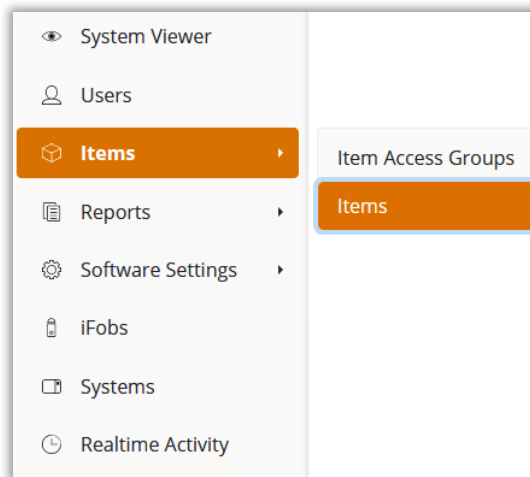 System Viewer
Users
Items
Item Access Groups
Items
Reports
Software Settings
iFobs
Systems
Realtime Activity